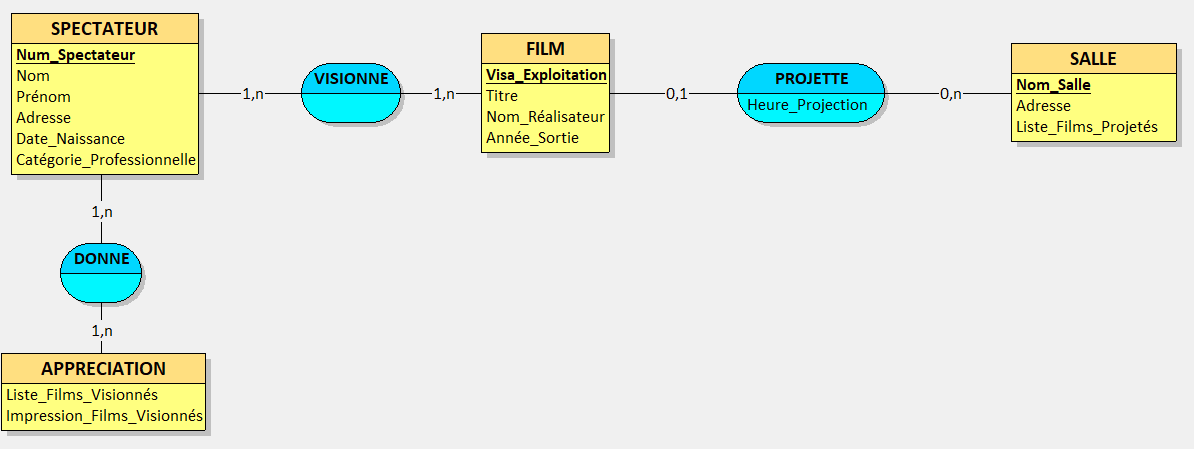 SPECTATEUR
Num_Spectateur
Nom
Prénom
Adresse
Date_Naissance
Catégorie_Professionnelle
1,n
VISIONNE
1,n
FILM
Visa_Exploitation
Titre
Nom_Réalisateur
Année_Sortie
0,1
PROJETTE
Heure_Projection
0,n
SALLE
Nom_Salle
Adresse
Liste_Films_Projetés
1,n
DONNE
1,n
APPRECIATION
Liste_Films_Visionnés
Impression_Films_Visionnés